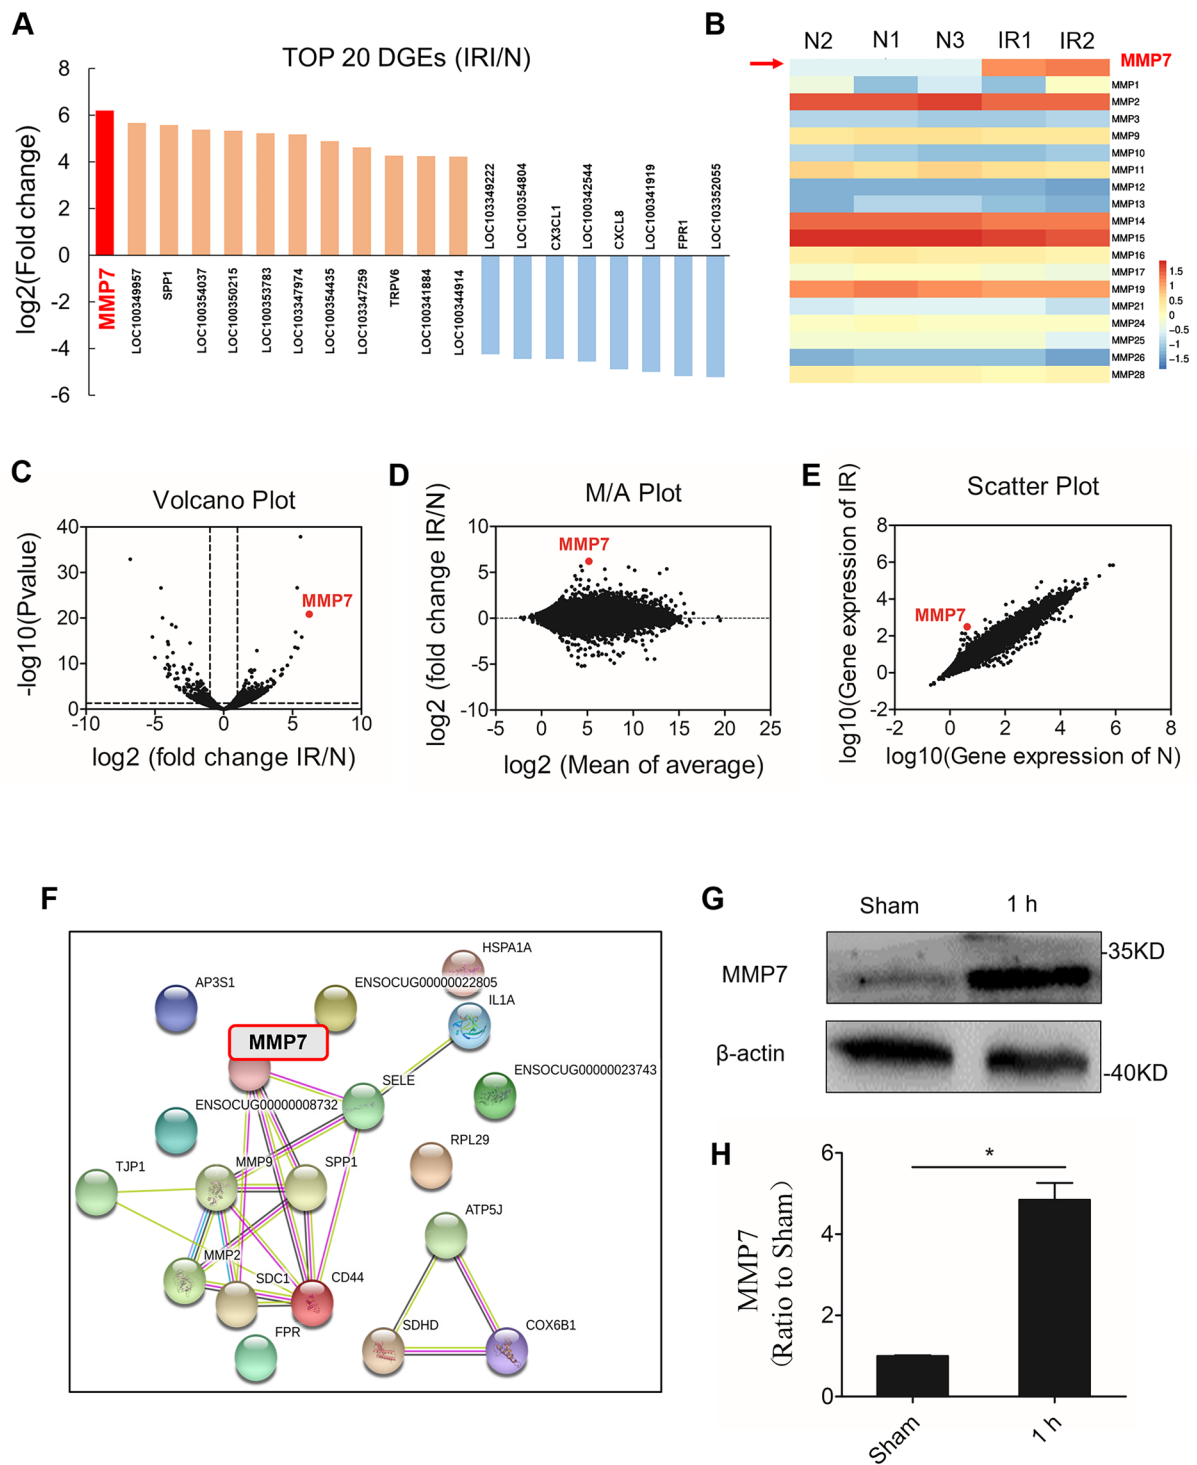 A
TOP 20 DGEs (IRI/N)
log2(Fold change)
8
6
4
2
0
-2
-4
-6
MMP7
LOC100349957
SPP1
LOC100354037
LOC100350215
LOC100353783
LOC103347974
LOC100354435
LOC103347259
TRPV6
LOC100341884
LOC100344914
LOC103349222
LOC100354804
CX3CL1
LOC100342544
CXCL8
LOC100341919
FPR1
LOC103352055
B
N2 N1 N3 IR1 IR2
MMP7
MMP1
MMP2
MMP3
MMP9
MMP10
MMP11
MMP12
MMP13
MMP14
MMP15
MMP16
MMP17
MMP19
MMP21
MMP24
MMP25
MMP26
MMP28
1.5
1
0.5
0
-0.5
-1
-1.5
C
Volcano Plot
-log10(Pvalue)
40
30
20
10
0
MMP7
-10 -5 0 5 10
log2 (fold change IR/N)
D
M/A Plot
log2 (fold change IR/N)
10
5
0
-5
-10
MMP7
-5 0 5 10 15 20 25
log2 (Mean of average)
E
Scatter Plot
log10(Gene expression of IR)
8
6
4
2
0
-2
MMP7
-2 0 2 4 6 8
log10(Gene expression of N)
F
HSPA1A
AP3S1
ENSOCUG00000022805
IL1A
MMP7
SELE
ENSOCUG00000023743
ENSOCUG00000008732
RPL29
TJP1
MMP9
SPP1
ATP5J
MMP2
SDC1
CD44
FPR
SDHD
COX6B1
G
Sham 1 h
MMP7
-35KD
β-actin
-40KD
H
MMP7
(Ratio to Sham)
6
4
2
0
*
Sham
1 h